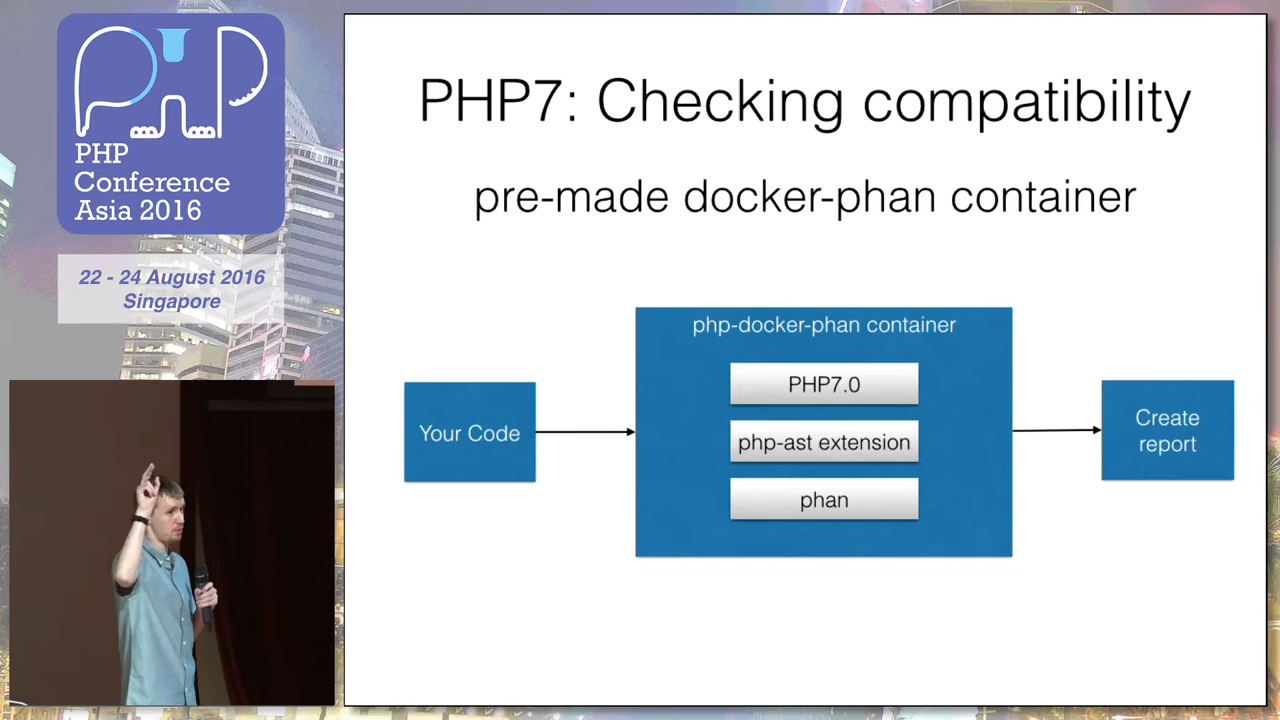 PHP
PHP
Conference
Asia 2016
22 - 24 August 2016
Singapore
PHP7: Checking compatibility
pre-made docker-phan container
Your Code
php-docker-phan container
PHP7.0
php-ast extension
phan
Create
report